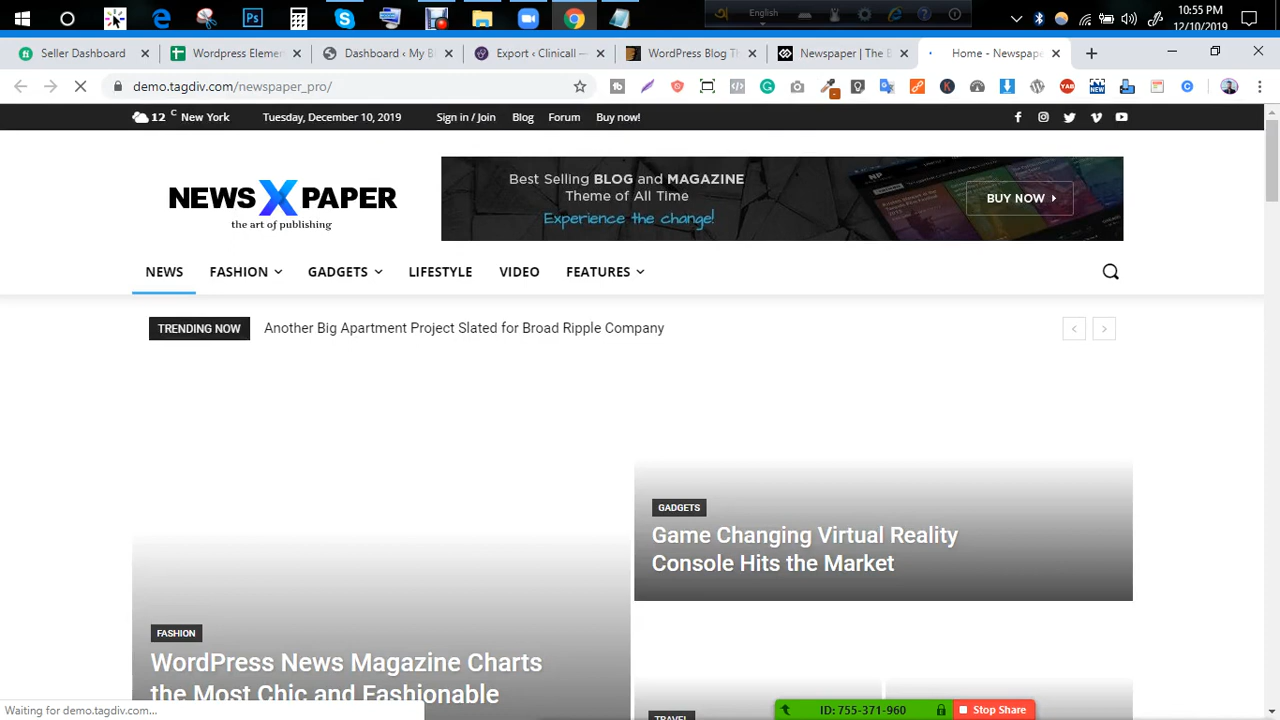 English
10:55 PM
12/10/2019
Seller Dashboard
Wordpress Elemen
Dashboard ‹ My B
Export ‹ Clinicall —
WordPress Blog Th
Newspaper | The B
Home - Newspape
demo.tagdiv.com/newspaper_pro/
12 C New York
Tuesday, December 10, 2019
Sign in / Join
Blog
Forum
Buy now!
NEWS X PAPER
the art of publishing
Best Selling BLOG and MAGAZINE
Theme of All Time
Experience the change!
BUY NOW
NEWS
FASHION
GADGETS
LIFESTYLE
VIDEO
FEATURES
TRENDING NOW
Another Big Apartment Project Slated for Broad Ripple Company
GADGETS
Game Changing Virtual Reality
Console Hits the Market
FASHION
WordPress News Magazine Charts
the Most Chic and Fashionable
TRAVEL
Waiting for demo.tagdiv.com...
ID: 755-371-960
Stop Share